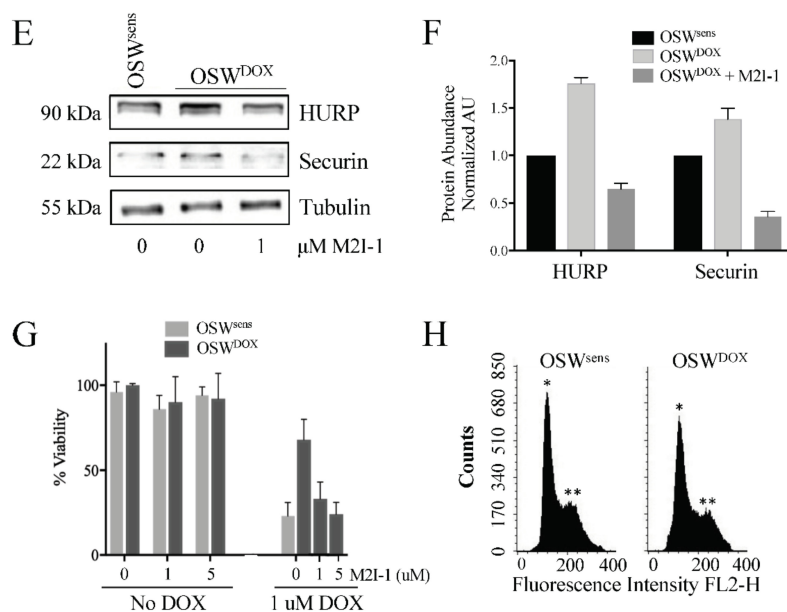 E
OSWsens
OSWDOX
90 kDa
HURP
22 kDa
Securin
55 kDa
Tubulin
0 0 1 μM M2I-1
F
OSWsens
OSWDOX
OSWDOX + M2I-1
Protein Abundance
Normalized AU
2.0
1.5
1.0
0.5
0.0
HURP Securin
G
OSWsens
OSWDOX
% Viability
100
50
0
0 1 5 0 1 5 M2I-1 (uM)
No DOX 1 uM DOX
H
OSWsens OSWDOX
Counts
850
680
510
340
170
0
* **
* **
0 200 400 0 200 400
Fluorescence Intensity FL2-H